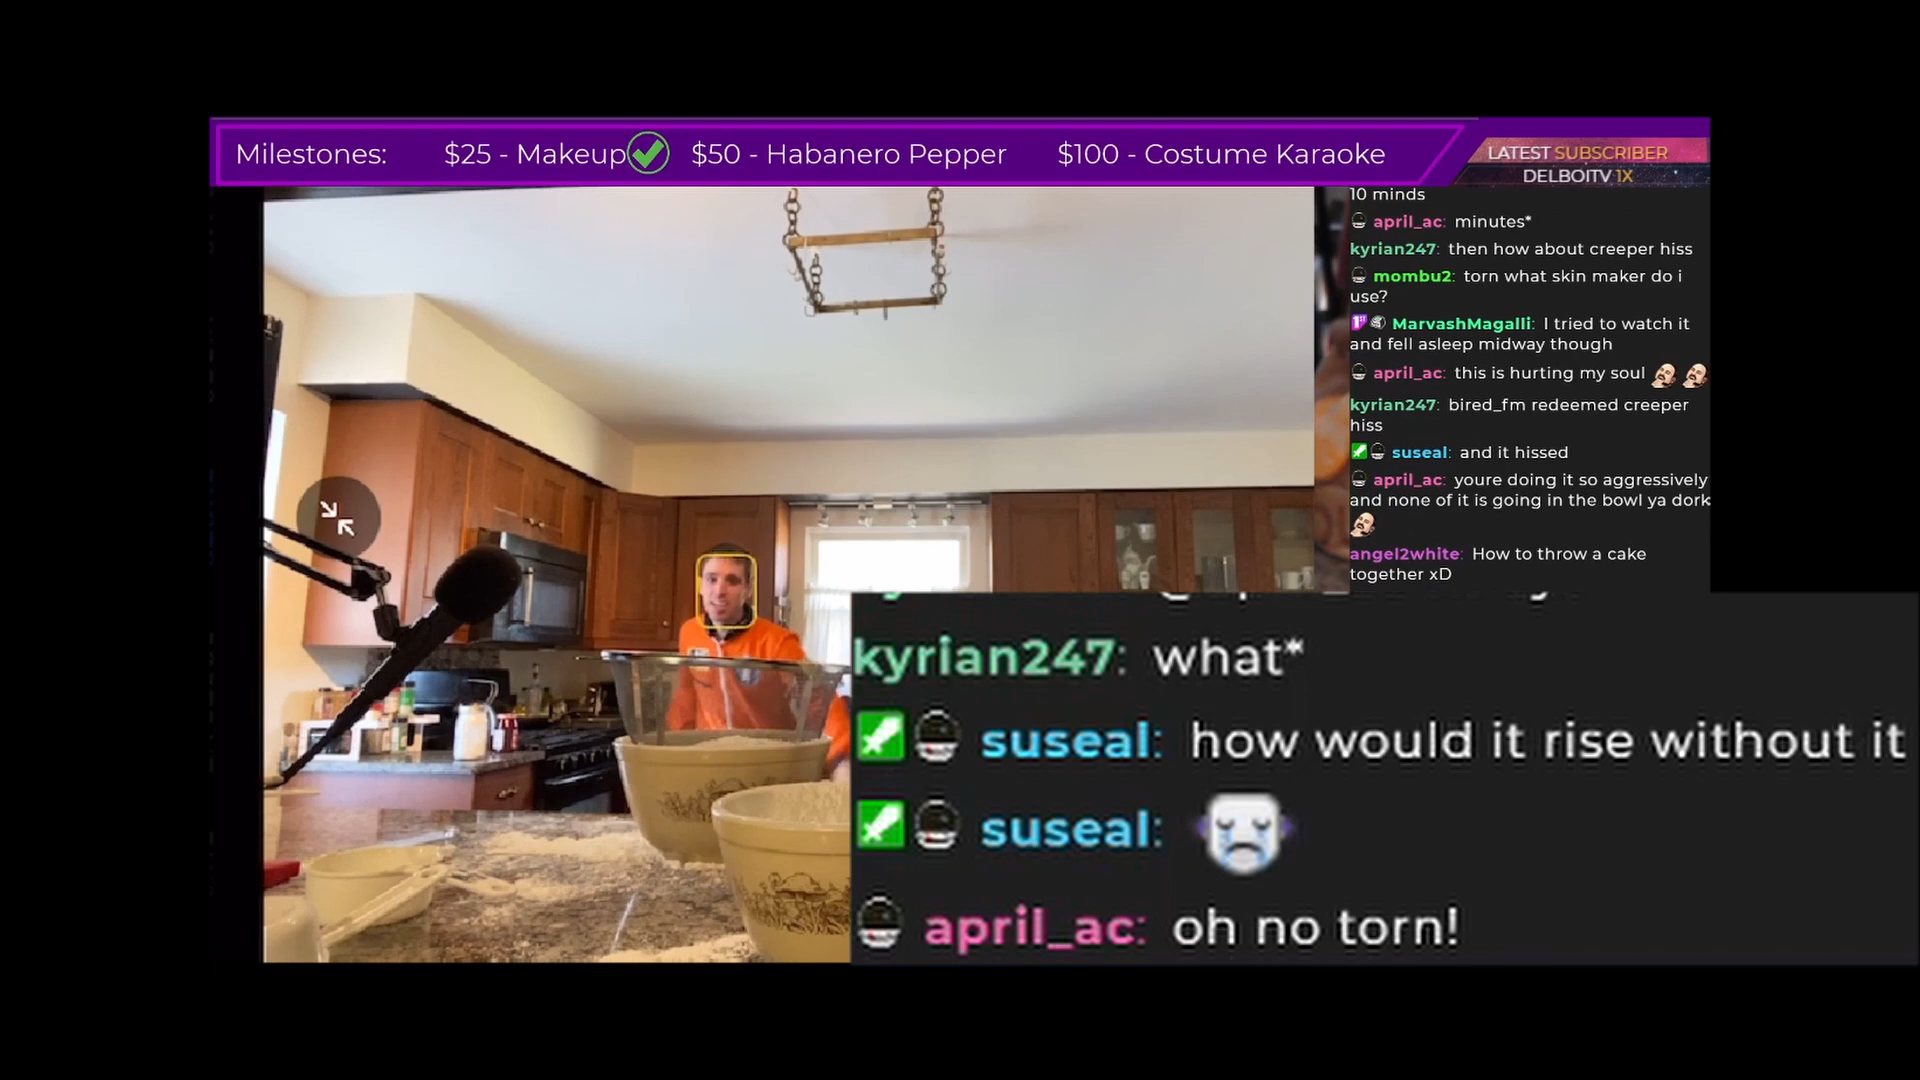 Milestones: $25 - Makeup $50 - Habanero Pepper $100 - Costume Karaoke
LATEST SUBSCRIBER
DELBOITV 1X
10 minds
april_ac: minutes*
kyrian247: then how about creeper hiss
mombu2: torn what skin maker do i
use?
MarvashMagalli: I tried to watch it
and fell asleep midway though
april_ac: this is hurting my soul
kyrian247: bired_fm redeemed creeper
hiss
suseal: and it hissed
april_ac: youre doing it so aggressively
and none of it is going in the bowl ya dork
angel2white: How to throw a cake
together xD
kyrian247: what*
suseal: how would it rise without it
suseal:
april_ac: oh no torn!